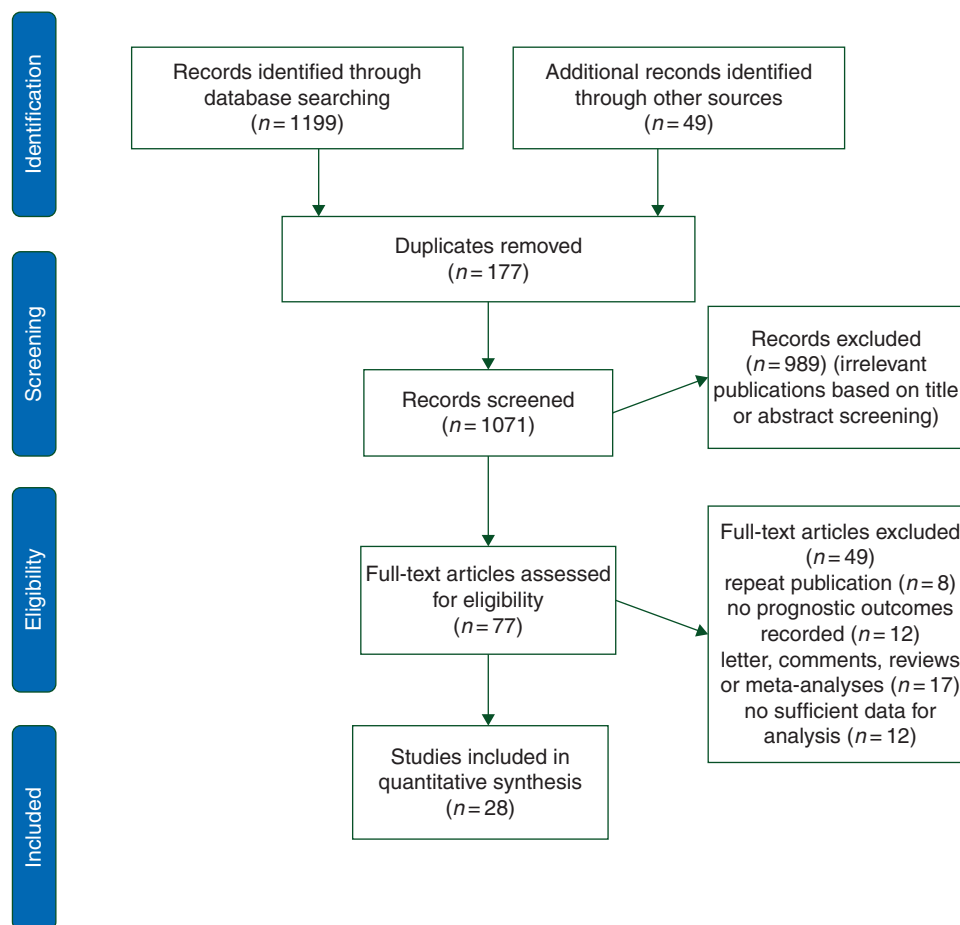 Identification
Records identified through
database searching
(n = 1199)
Additional reconds identified
through other sources
(n = 49)
Duplicates removed
(n = 177)
Screening
Records screened
(n = 1071)
Records excluded
(n = 989) (irrelevant
publications based on title
or abstract screening)
Eligibility
Full-text articles assessed
for eligibility
(n = 77)
Full-text articles excluded
(n = 49)
repeat publication (n = 8)
no prognostic outcomes
recorded (n = 12)
letter, comments, reviews
or meta-analyses (n = 17)
no sufficient data for
analysis (n = 12)
Included
Studies included in
quantitative synthesis
(n = 28)